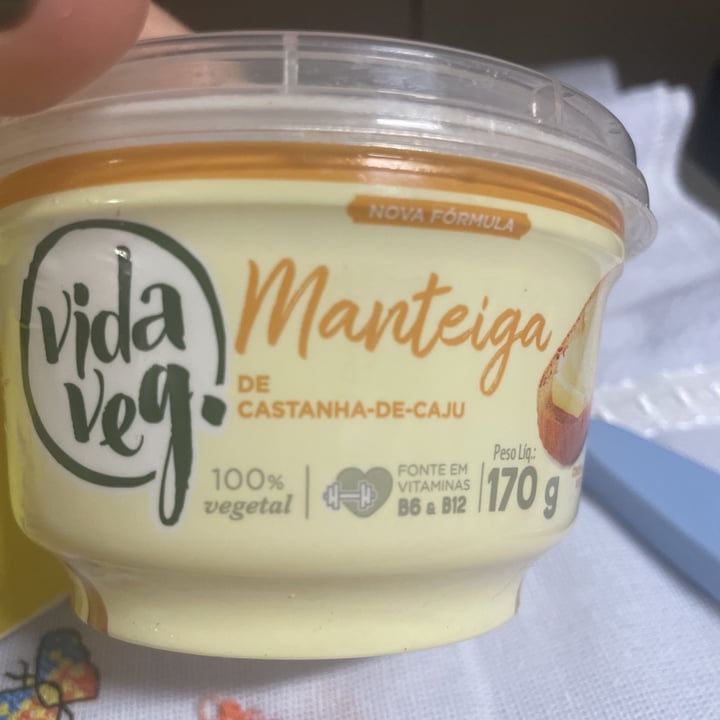 NOVA FÓRMULA
vida
veg.
Manteiga
DE
CASTANHA-DE-CAJU
100%
vegetal
FONTE EM
VITAMINAS
B6 & B12
Peso Líq.:
170 g